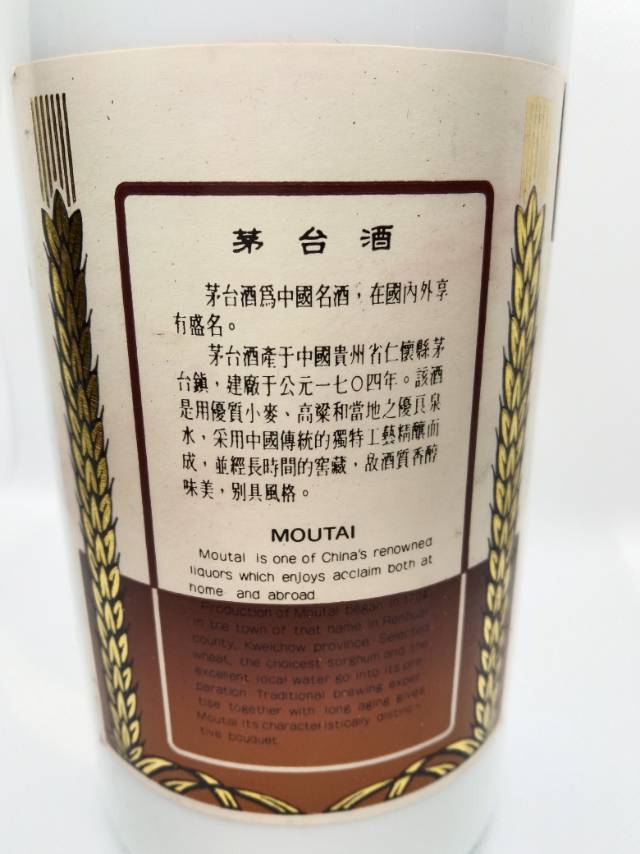 茅台酒
茅台酒爲中國名酒，在國內外享
有盛名。
茅台酒產于中國貴州省仁懷縣茅
台鎮，建廠于公元一七〇四年。該酒
是用優質小麥、高粱和當地之優良泉
水，采用中國傳統的獨特工藝精釀而
成，並經長時間的窖藏，故酒質香醇
味美，别具風格。
MOUTAI
Moutai is one of China's renowned
liquors which enjoys acclaim both at
home and abroad
Production of Moutai began in 1704
in the town of that name in Renhuai
county, Kweichow province. Selected
wheat, the choicest sorghum and the
excellent local water go into its pre-
paration Traditional brewing exper-
tise together with long aging gives
Moutai its characteristically distinc-
tive bouquet